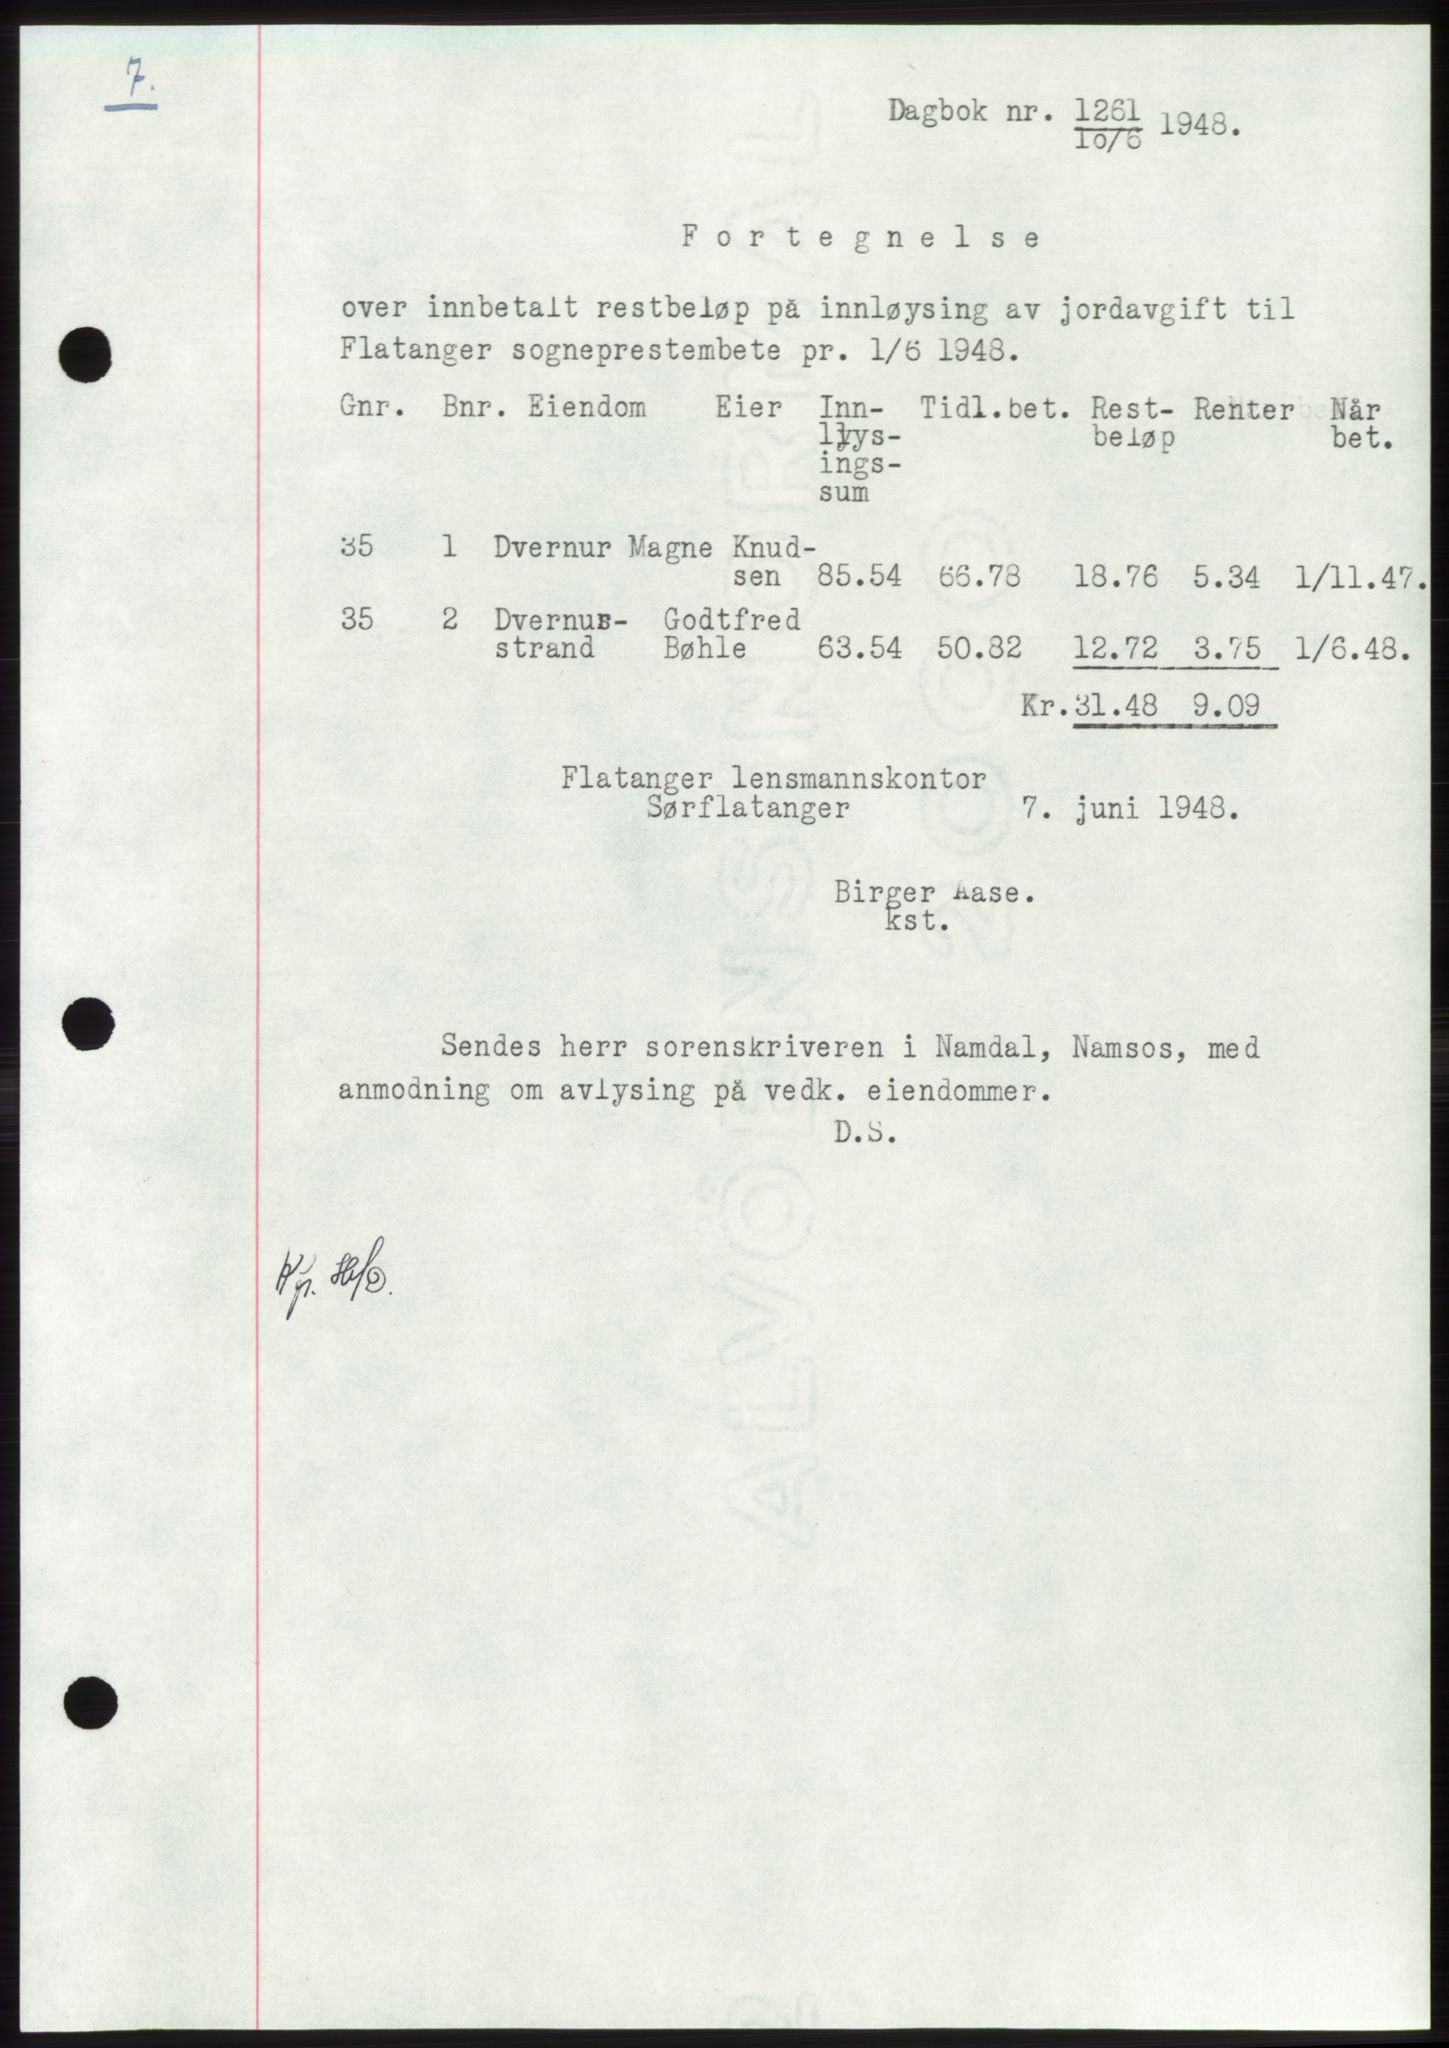 7.
Dagbok nr. 1261/10/6 1948.
F o r t e g n e l s e
over innbetalt restbeløp på innløysing av jordavgift til
Flatanger sogneprestembete pr. 1/6 1948.
Gnr. Bnr. Eiendom Eier Inn- Tidl.bet. Rest- Renter Når
løys- beløp bet.
ings-
sum
35 1 Dvernur Magne Knud-
sen 85.54 66.78 18.76 5.34 1/11.47.
35 2 Dvernus- Godtfred
strand Bøhle 63.54 50.82 12.72 3.75 1/6.48.
Kr.31.48 9.09
Flatanger lensmannskontor
Sørflatanger 7. juni 1948.
Birger Aase.
kst.
Sendes herr sorenskriveren i Namdal, Namsos, med
anmodning om avlysing på vedk. eiendommer.
D.S.